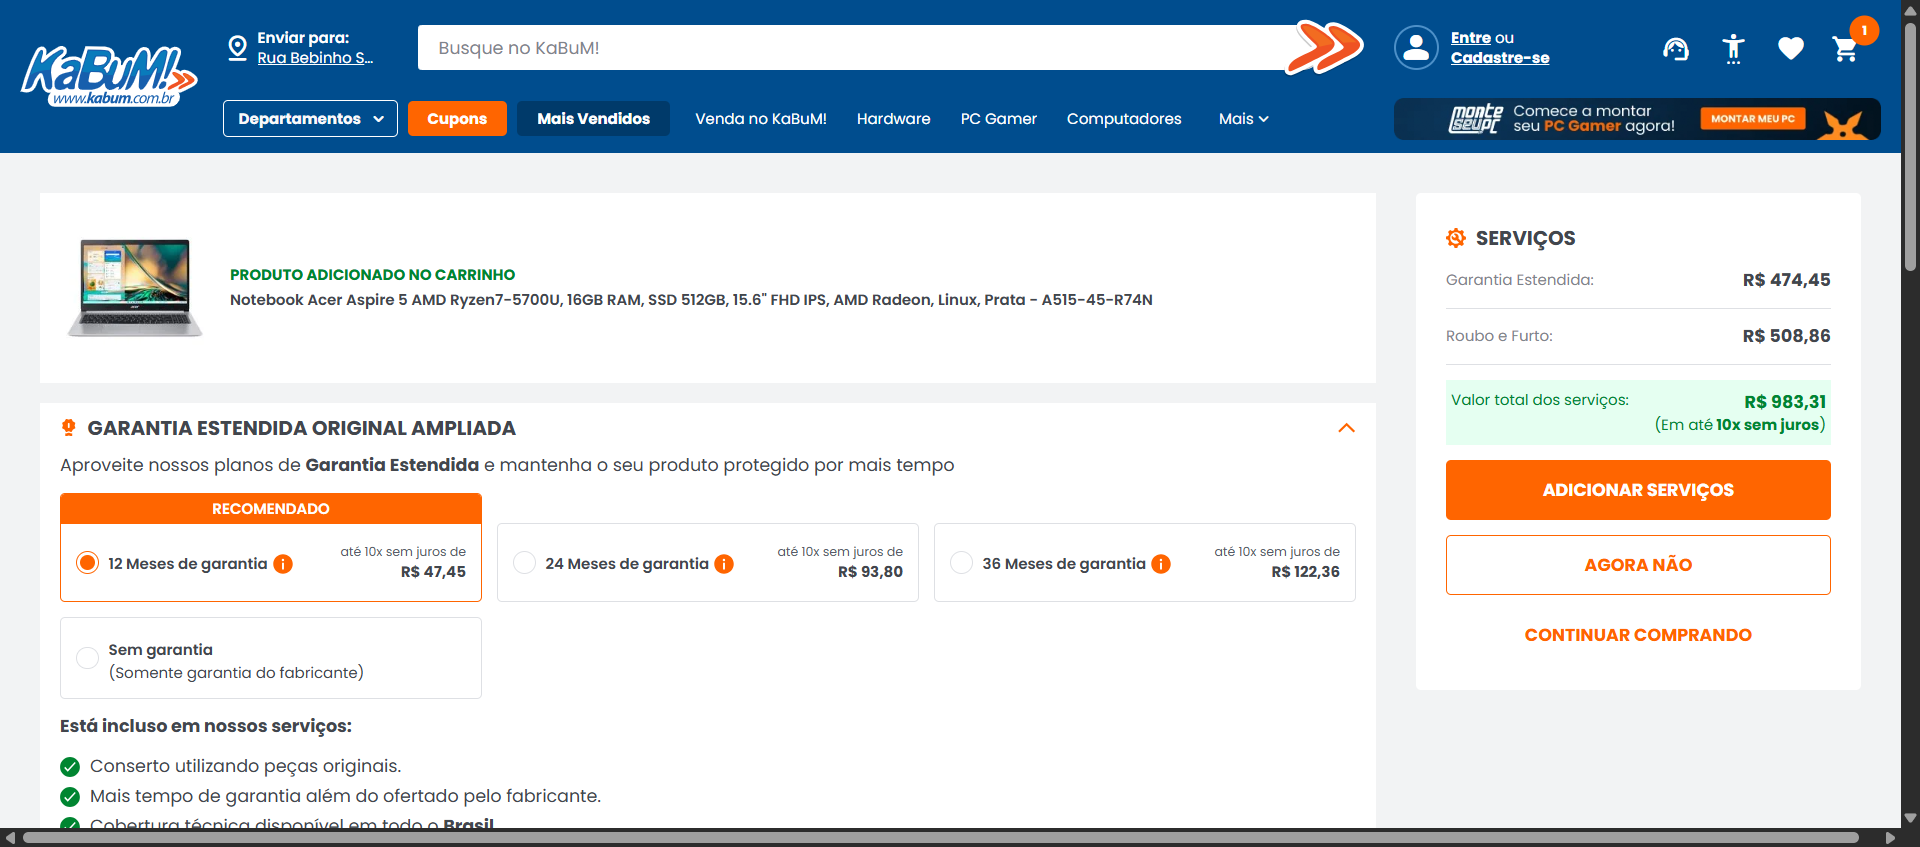 KaBuM!
www.kabum.com.br
Enviar para:
Rua Bebinho S...
Busque no KaBuM!
Entre ou
Cadastre-se
1
Departamentos
Cupons
Mais Vendidos
Venda no KaBuM!
Hardware
PC Gamer
Computadores
Mais
monte seu PC
Comece a montar
seu PC Gamer agora!
MONTAR MEU PC
PRODUTO ADICIONADO NO CARRINHO
Notebook Acer Aspire 5 AMD Ryzen7-5700U, 16GB RAM, SSD 512GB, 15.6" FHD IPS, AMD Radeon, Linux, Prata - A515-45-R74N
GARANTIA ESTENDIDA ORIGINAL AMPLIADA
Aproveite nossos planos de Garantia Estendida e mantenha o seu produto protegido por mais tempo
RECOMENDADO
12 Meses de garantia
até 10x sem juros de
R$ 47,45
24 Meses de garantia
até 10x sem juros de
R$ 93,80
36 Meses de garantia
até 10x sem juros de
R$ 122,36
Sem garantia
(Somente garantia do fabricante)
Está incluso em nossos serviços:
Conserto utilizando peças originais.
Mais tempo de garantia além do ofertado pelo fabricante.
Cobertura técnica disponível em todo o Brasil
SERVIÇOS
Garantia Estendida:
R$ 474,45
Roubo e Furto:
R$ 508,86
Valor total dos serviços:
R$ 983,31
(Em até 10x sem juros)
ADICIONAR SERVIÇOS
AGORA NÃO
CONTINUAR COMPRANDO